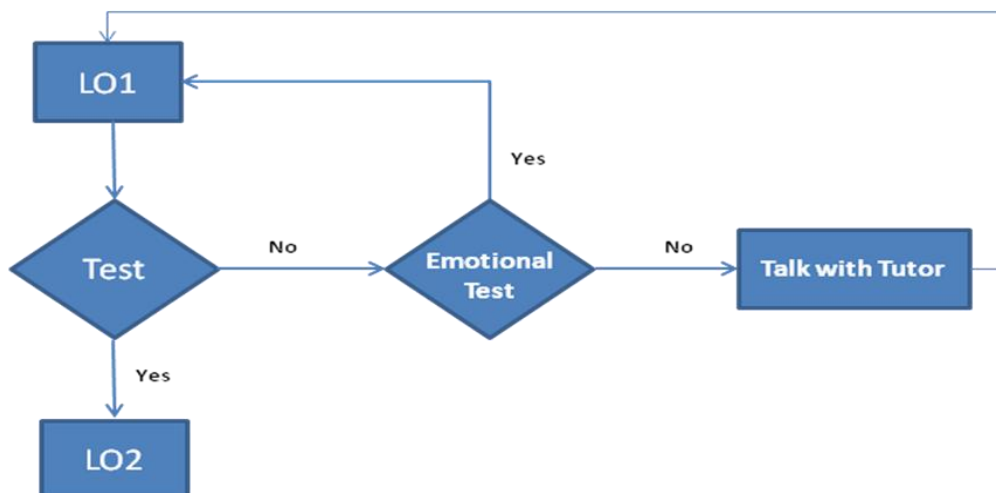 LO1
Yes
Test
No
Emotional
Test
No
Talk with Tutor
Yes
LO2